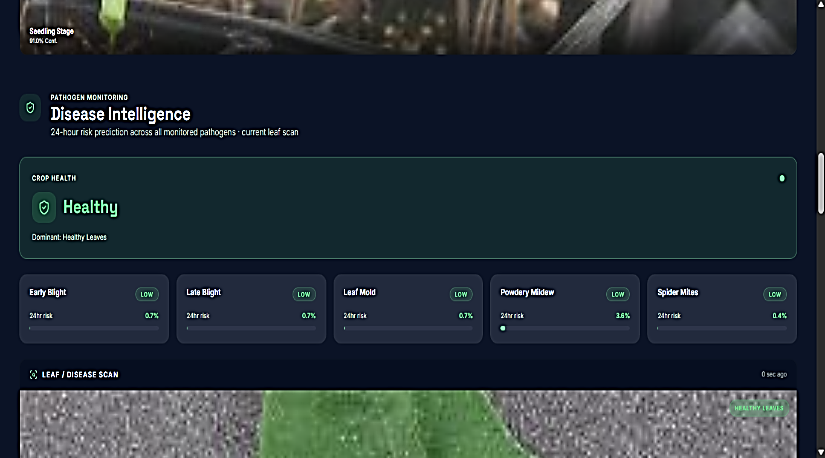 Seedling Stage
91.0% Conf.
PATHOGEN MONITORING
Disease Intelligence
24-hour risk prediction across all monitored pathogens · current leaf scan
CROP HEALTH
Healthy
Dominant: Healthy Leaves
Early Blight LOW
24hr risk 0.7%
Late Blight LOW
24hr risk 0.7%
Leaf Mold LOW
24hr risk 0.7%
Powdery Mildew LOW
24hr risk 3.6%
Spider Mites LOW
24hr risk 0.4%
LEAF / DISEASE SCAN 0 sec ago
HEALTHY LEAVES